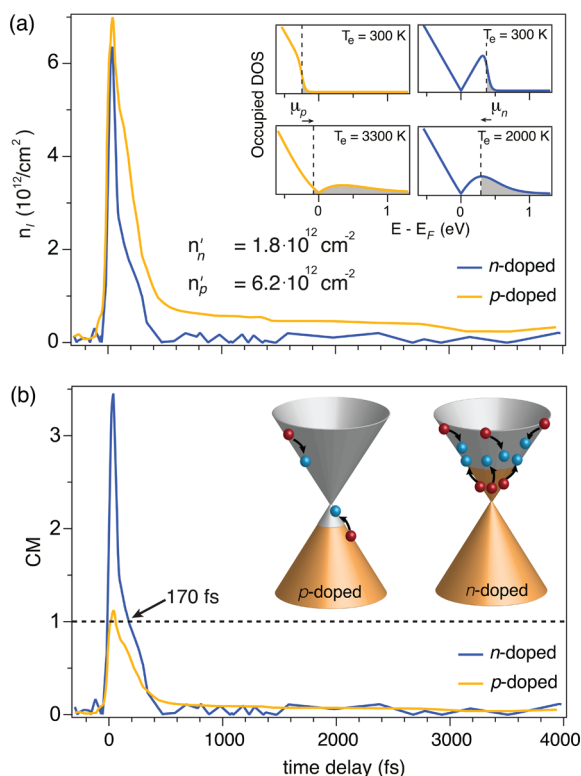 (a)
T_e = 300 K
T_e = 300 K
Occupied DOS
μ_p
μ_n
T_e = 3300 K
T_e = 2000 K
0 1 0 1
E - E_F (eV)
6
4
2
0
n_I (10^12/cm^2)
n'_n = 1.8·10^12 cm^-2
n'_p = 6.2·10^12 cm^-2
n-doped
p-doped
(b)
3
2
1
0
CM
170 fs
p-doped
n-doped
n-doped
p-doped
0 1000 2000 3000 4000
time delay (fs)